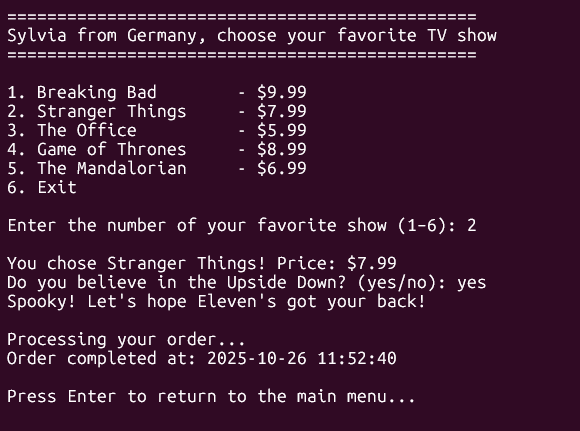 ===============================================
Sylvia from Germany, choose your favorite TV show
===============================================
1. Breaking Bad        - $9.99
2. Stranger Things     - $7.99
3. The Office          - $5.99
4. Game of Thrones     - $8.99
5. The Mandalorian     - $6.99
6. Exit
Enter the number of your favorite show (1-6): 2
You chose Stranger Things! Price: $7.99
Do you believe in the Upside Down? (yes/no): yes
Spooky! Let's hope Eleven's got your back!
Processing your order...
Order completed at: 2025-10-26 11:52:40
Press Enter to return to the main menu...